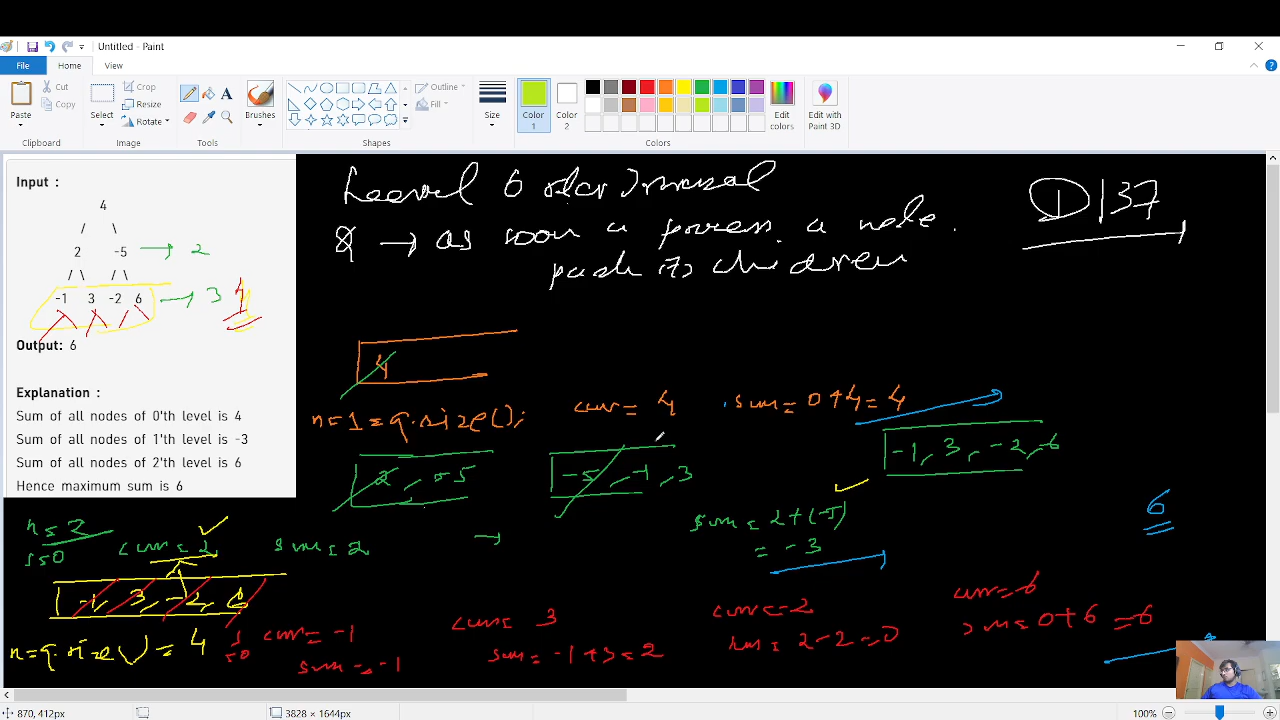 Untitled - Paint
File
Home
View
Paste
Cut
Copy
Clipboard
Select
Crop
Resize
Rotate
Image
Tools
Brushes
Shapes
Outline
Fill
Size
Color 1
Color 2
Edit colors
Colors
Edit with Paint 3D
Input :
4
/ \
2 -5 → 2
/ \ / \
-1 3 -2 6 → 3 4
Output: 6
Explanation :
Sum of all nodes of 0'th level is 4
Sum of all nodes of 1'th level is -3
Sum of all nodes of 2'th level is 6
Hence maximum sum is 6
D137
Q → as soon a process a node.
push its children
4
n=1=q.size();
curr = 4
sum = 0+4=4
2, -5
-5, -1, 3
-1, 3, -2, 6
n=2
s=0
curr=2
sum=2
→
sum = 2+(-5)
= -3
6
-1, 3, -2, 6
n=q.size()=4
curr = -1
sum = -1
curr = 3
sum = -1+3=2
curr=-2
sum = 2-2=0
curr=6
sum=0+6=6
870, 412px
3828 × 1644px
100%